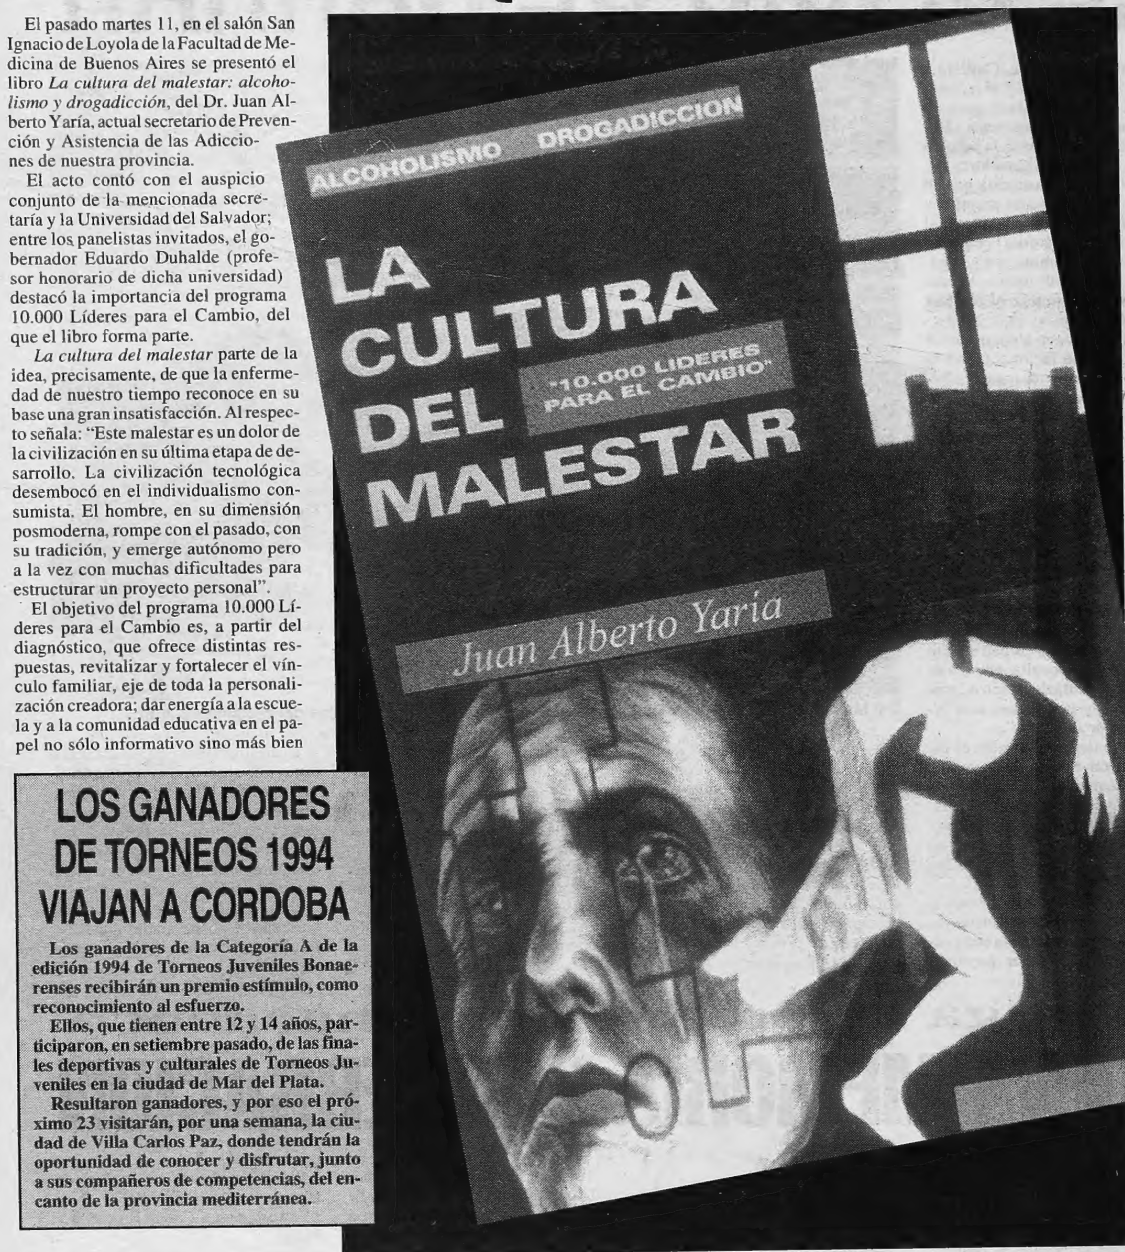 El pasado martes 11, en el salón San
Ignacio de Loyola de la Facultad de Me-
dicina de Buenos Aires se presentó el
libro La cultura del malestar: alcoho-
lismo y drogadicción, del Dr. Juan Al-
berto Yaría, actual secretario de Preven-
ción y Asistencia de las Adiccio-
nes de nuestra provincia.
El acto contó con el auspicio
conjunto de la mencionada secre-
taría y la Universidad del Salvador;
entre los panelistas invitados, el go-
bernador Eduardo Duhalde (profe-
sor honorario de dicha universidad)
destacó la importancia del programa
10.000 Líderes para el Cambio, del
que el libro forma parte.
La cultura del malestar parte de la
idea, precisamente, de que la enferme-
dad de nuestro tiempo reconoce en su
base una gran insatisfacción. Al respec-
to señala: “Este malestar es un dolor de
la civilización en su última etapa de de-
sarrollo. La civilización tecnológica
desembocó en el individualismo con-
sumista. El hombre, en su dimensión
posmoderna, rompe con el pasado, con
su tradición, y emerge autónomo pero
a la vez con muchas dificultades para
estructurar un proyecto personal”.
El objetivo del programa 10.000 Lí-
deres para el Cambio es, a partir del
diagnóstico, que ofrece distintas res-
puestas, revitalizar y fortalecer el vín-
culo familiar, eje de toda la personali-
zación creadora; dar energía a la escue-
la y a la comunidad educativa en el pa-
pel no sólo informativo sino más bien
LOS GANADORES
DE TORNEOS 1994
VIAJAN A CORDOBA
Los ganadores de la Categoría A de la
edición 1994 de Torneos Juveniles Bonae-
renses recibirán un premio estímulo, como
reconocimiento al esfuerzo.
Ellos, que tienen entre 12 y 14 años, par-
ticiparon, en setiembre pasado, de las fina-
les deportivas y culturales de Torneos Ju-
veniles en la ciudad de Mar del Plata.
Resultaron ganadores, y por eso el pró-
ximo 23 visitarán, por una semana, la ciu-
dad de Villa Carlos Paz, donde tendrán la
oportunidad de conocer y disfrutar, junto
a sus compañeros de competencias, del en-
canto de la provincia mediterránea.
ALCOHOLISMO DROGADICCION
LA
CULTURA
DEL
"10.000 LIDERES
PARA EL CAMBIO"
MALESTAR
Juan Alberto Yaría